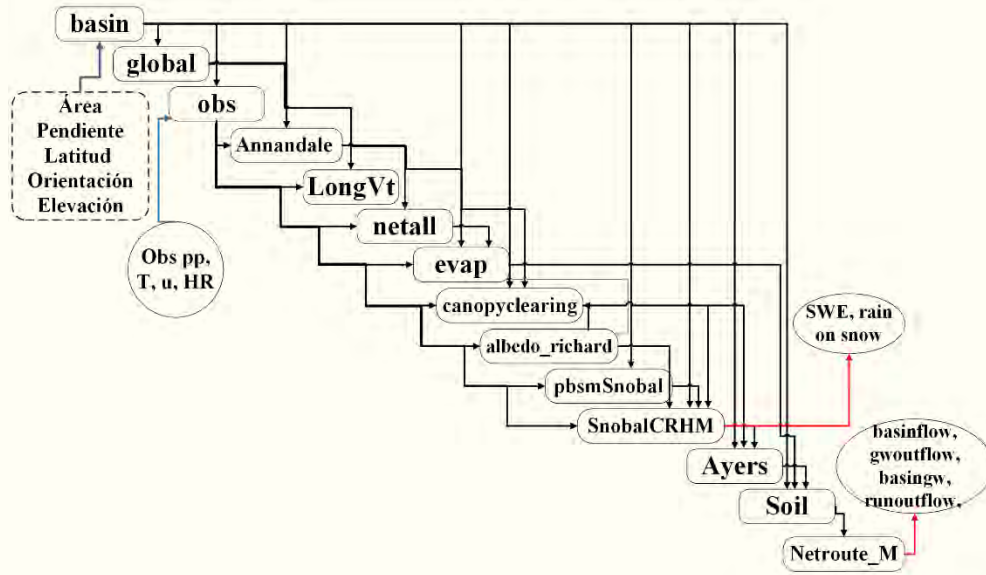 basin
global
obs
Área
Pendiente
Latitud
Orientación
Elevación
Annandale
LongVt
netall
Obs pp,
T, u, HR
evap
canopyclearing
albedo_richard
SWE, rain
on snow
pbsmSnobal
SnobalCRHM
basinflow,
gwoutflow,
basingw,
runoutflow,
Ayers
Soil
Netroute_M